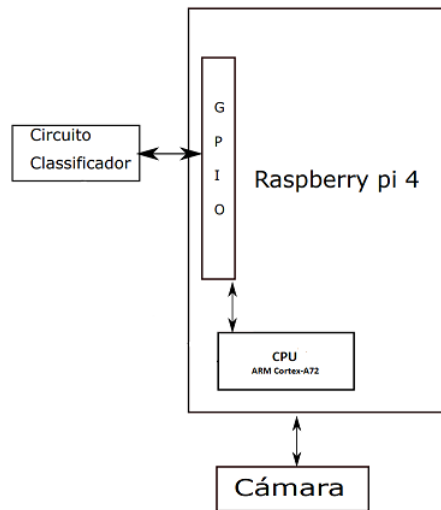 Circuito
Classificador
G
P
I
O
Raspberry pi 4
CPU
ARM Cortex-A72
Cámara